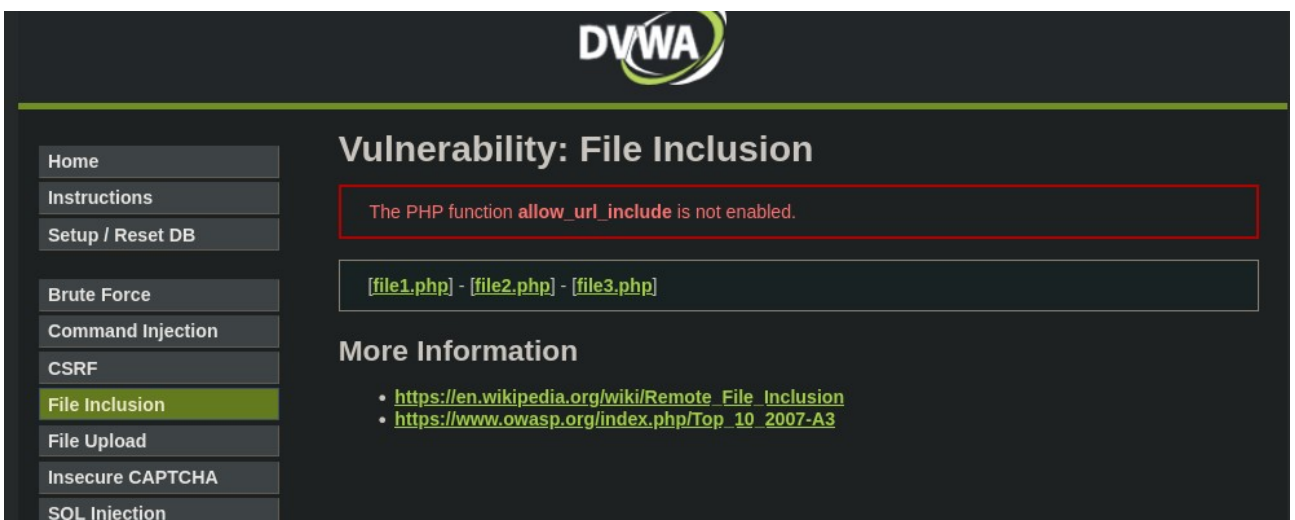 DVWA
Home
Instructions
Setup / Reset DB
Brute Force
Command Injection
CSRF
File Inclusion
File Upload
Insecure CAPTCHA
SQL Injection
Vulnerability: File Inclusion
The PHP function allow_url_include is not enabled.
[file1.php] - [file2.php] - [file3.php]
More Information
• https://en.wikipedia.org/wiki/Remote_File_Inclusion
• https://www.owasp.org/index.php/Top_10_2007-A3